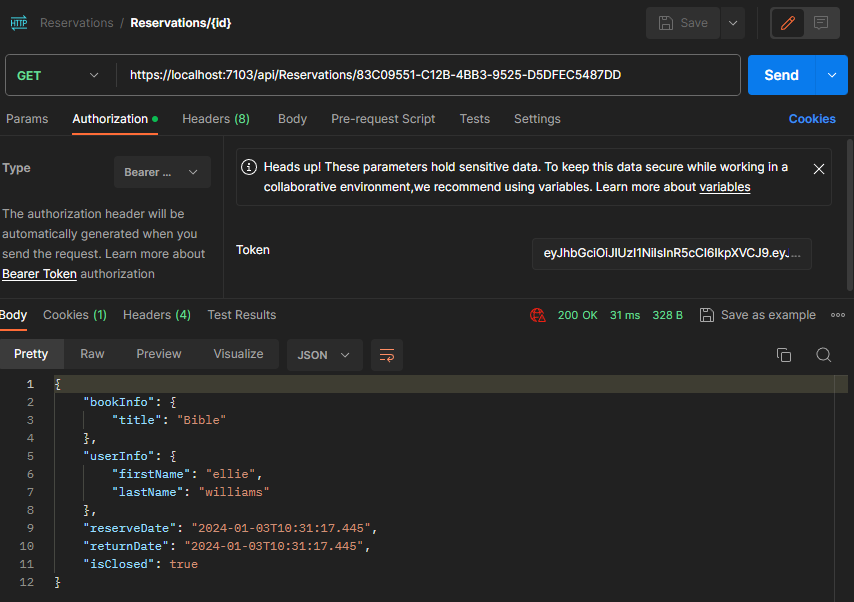 HTTP Reservations / Reservations/{id} Save
GET https://localhost:7103/api/Reservations/83C09551-C12B-4BB3-9525-D5DFEC5487DD Send
Params Authorization Headers (8) Body Pre-request Script Tests Settings Cookies
Type Bearer ...
The authorization header will be
automatically generated when you
send the request. Learn more about
Bearer Token authorization
Heads up! These parameters hold sensitive data. To keep this data secure while working in a
collaborative environment,we recommend using variables. Learn more about variables
Token eyJhbGciOiJIUzI1NiIsInR5cCI6IkpXVCJ9.eyJ...
Body Cookies (1) Headers (4) Test Results 200 OK 31 ms 328 B Save as example
Pretty Raw Preview Visualize JSON
1 {
2 "bookInfo": {
3 "title": "Bible"
4 },
5 "userInfo": {
6 "firstName": "ellie",
7 "lastName": "williams"
8 },
9 "reserveDate": "2024-01-03T10:31:17.445",
10 "returnDate": "2024-01-03T10:31:17.445",
11 "isClosed": true
12 }